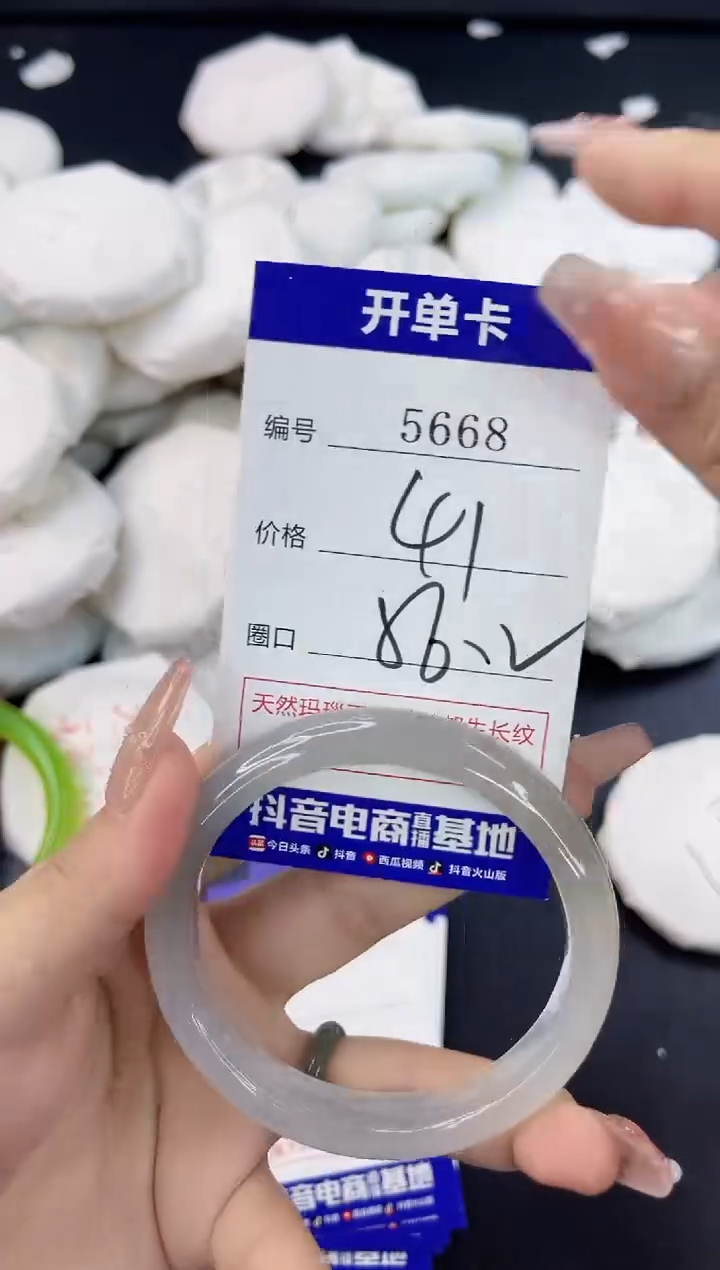 开单卡
编号 5668
价格 41
圈口 56.2
天然玛瑙 生长纹
抖音电商直播基地
今日头条 抖音 西瓜视频 抖音火山版
音电商直播基地